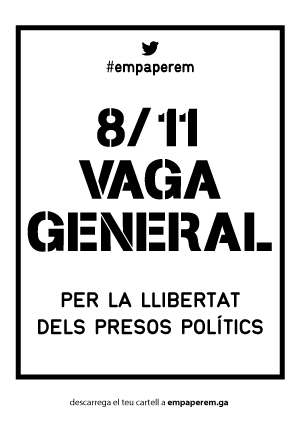 #empaperem
8/11
VAGA
GENERAL
PER LA LLIBERTAT
DELS PRESOS POLÍTICS
descarrega el teu cartell a empaperem.ga